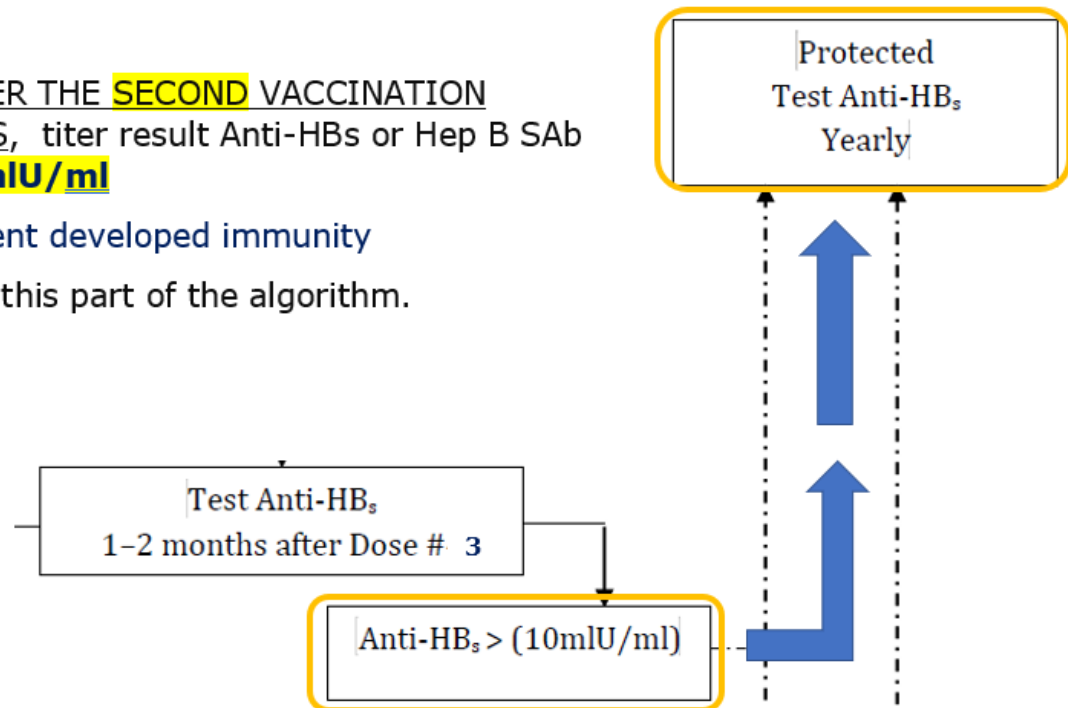 ER THE SECOND VACCINATION
S, titer result Anti-HBs or Hep B SAb
nlU/ml
ent developed immunity
this part of the algorithm.
Protected
Test Anti-HBs
Yearly
Test Anti-HBs
1–2 months after Dose # 3
Anti-HBs > (10mlU/ml)